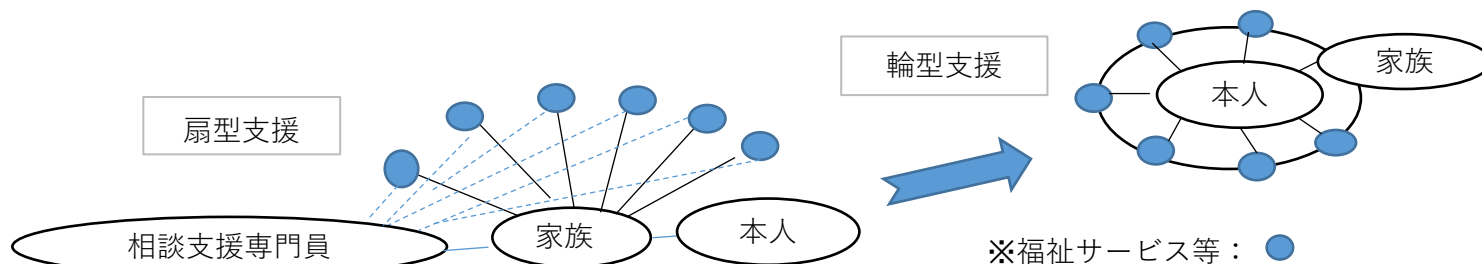 扇型支援
相談支援専門員
家族
本人
輪型支援
本人
家族
※福祉サービス等：